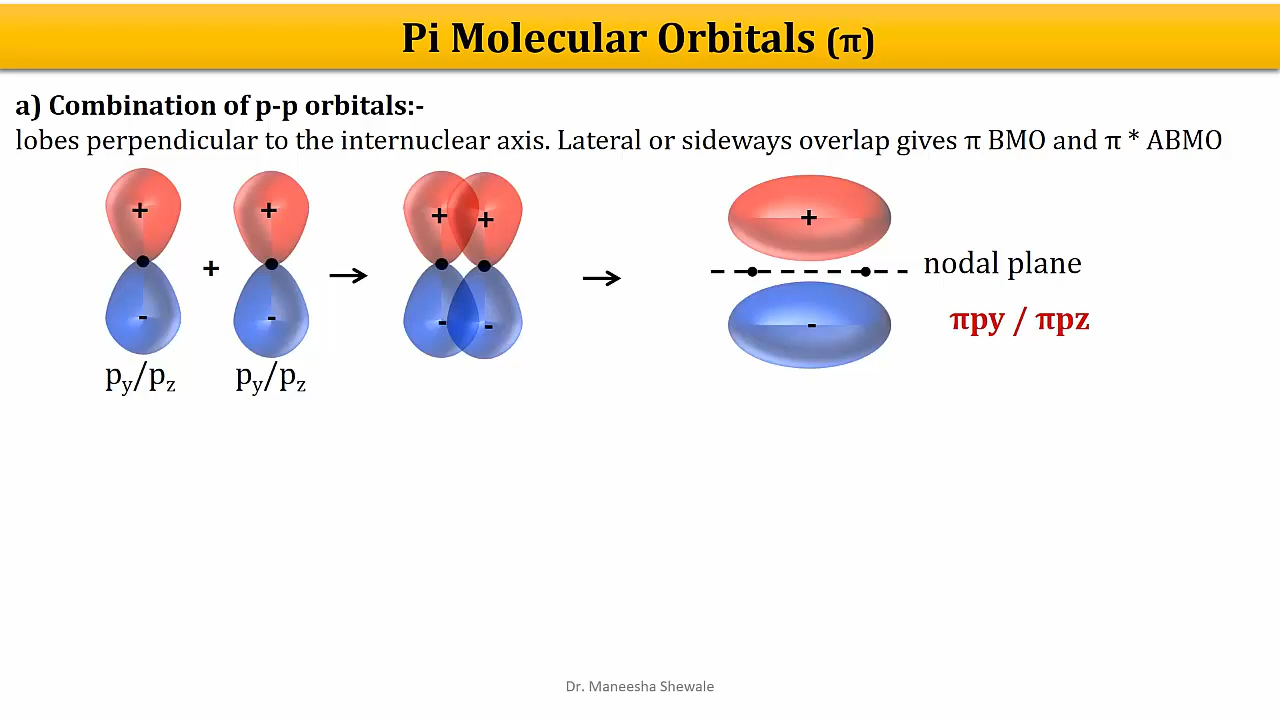 Pi Molecular Orbitals (π)
a) Combination of p-p orbitals:-
lobes perpendicular to the internuclear axis. Lateral or sideways overlap gives π BMO and π * ABMO
+ + + + +
+
nodal plane
- - - - -
πpy / πpz
py/pz py/pz
Dr. Maneesha Shewale